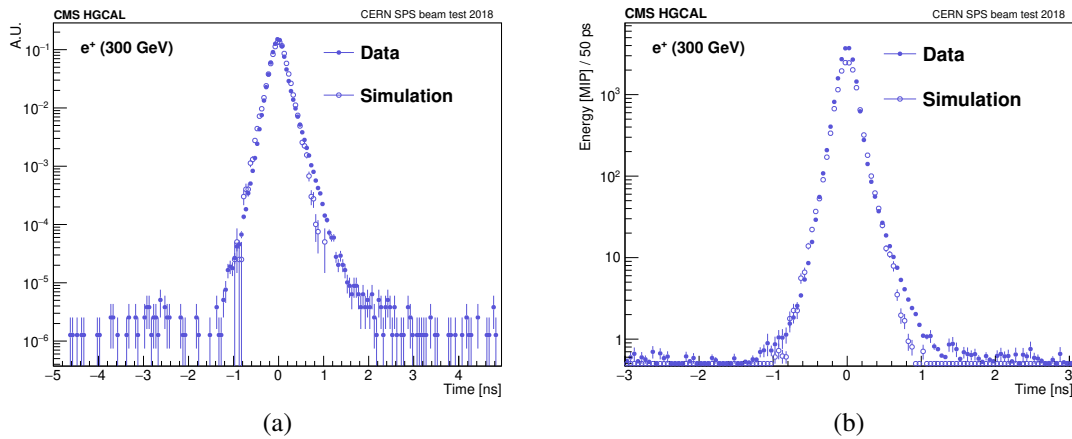 CMS HGCAL CERN SPS beam test 2018
A.U.
e⁺ (300 GeV)
Data
Simulation
10⁻¹
10⁻²
10⁻³
10⁻⁴
10⁻⁵
10⁻⁶
−5 −4 −3 −2 −1 0 1 2 3 4
Time [ns]
(a)
CMS HGCAL CERN SPS beam test 2018
Energy [MIP] / 50 ps
e⁺ (300 GeV)
Data
Simulation
10³
10²
10
1
−3 −2 −1 0 1 2 3
Time [ns]
(b)